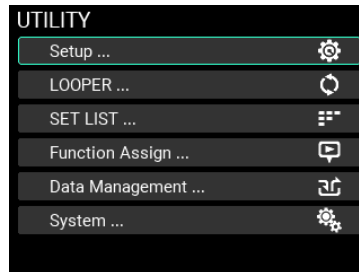 UTILITY
Setup ...
LOOPER ...
SET LIST ...
Function Assign ...
Data Management ...
System ...